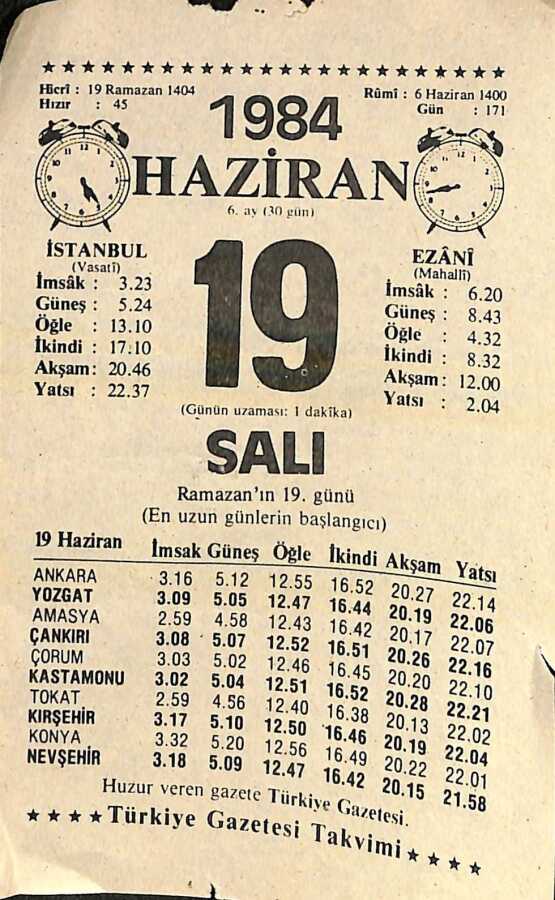 Hicrî : 19 Ramazan 1404
Hızır : 45
Rûmî : 6 Haziran 1400
Gün : 171
1984
HAZİRAN
6. ay (30 gün)
19
İSTANBUL
(Vasatî)
İmsâk : 3.23
Güneş : 5.24
Öğle : 13.10
İkindi : 17.10
Akşam: 20.46
Yatsı : 22.37
EZÂNÎ
(Mahallî)
İmsâk : 6.20
Güneş : 8.43
Öğle : 4.32
İkindi : 8.32
Akşam: 12.00
Yatsı : 2.04
(Günün uzaması: 1 dakîka)
SALI
Ramazan'ın 19. günü
(En uzun günlerin başlangıcı)
19 Haziran İmsak Güneş Öğle İkindi Akşam Yatsı
ANKARA 3.16 5.12 12.55 16.52 20.27 22.14
YOZGAT 3.09 5.05 12.47 16.44 20.19 22.06
AMASYA 2.59 4.58 12.43 16.42 20.17 22.07
ÇANKIRI 3.08 5.07 12.52 16.51 20.26 22.16
ÇORUM 3.03 5.02 12.46 16.45 20.20 22.10
KASTAMONU 3.02 5.04 12.51 16.52 20.28 22.21
TOKAT 2.59 4.56 12.40 16.38 20.13 22.02
KIRŞEHİR 3.17 5.10 12.50 16.46 20.19 22.04
KONYA 3.32 5.20 12.56 16.49 20.22 22.01
NEVŞEHİR 3.18 5.09 12.47 16.42 20.15 21.58
Huzur veren gazete Türkiye Gazetesi.
★ ★ ★ ★ Türkiye Gazetesi Takvimi ★ ★ ★ ★